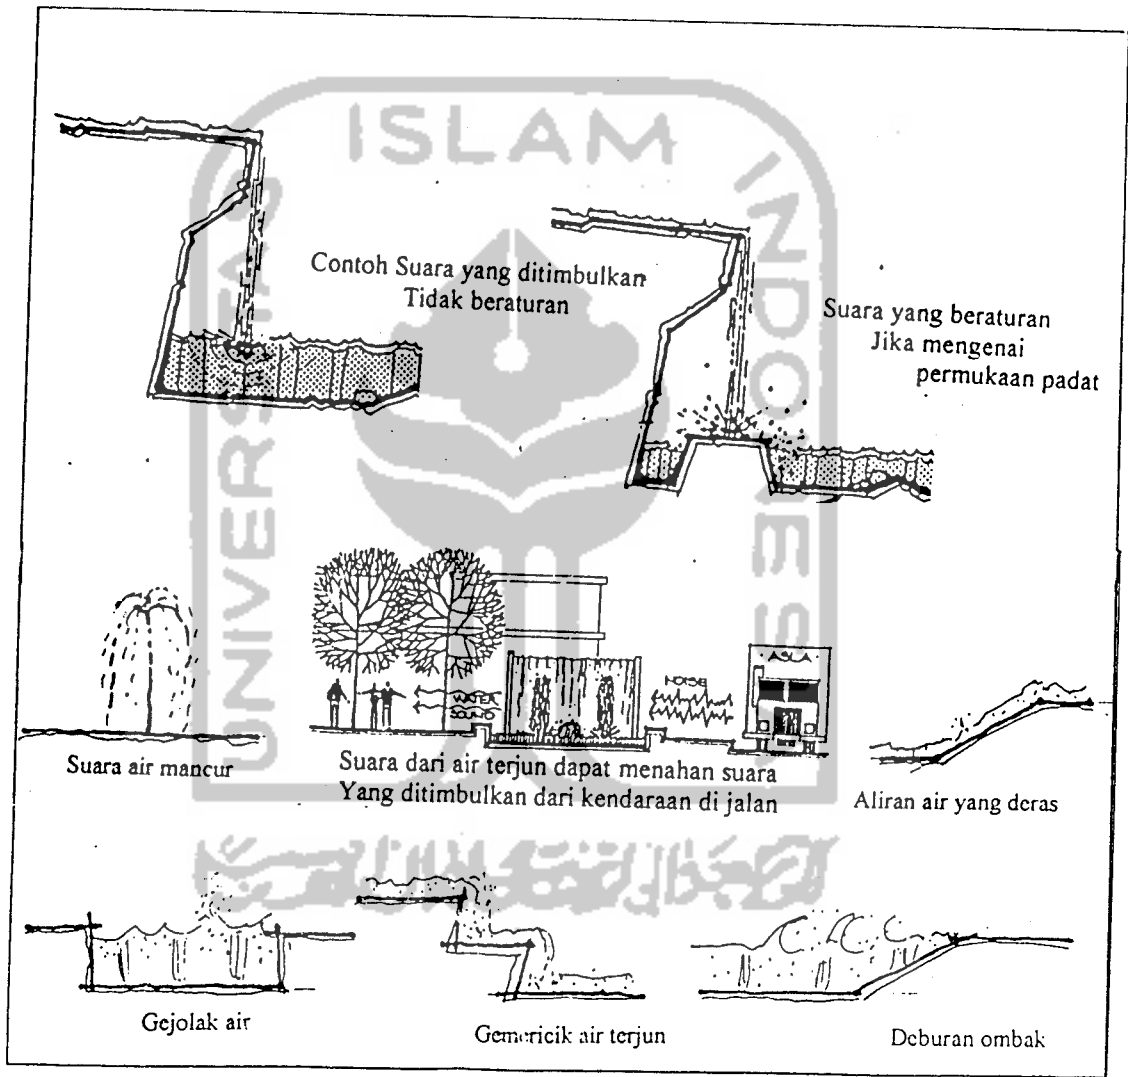 UNIVERSITAS ISLAM INDONESIA
Contoh Suara yang ditimbulkan
Tidak beraturan
Suara yang beraturan
Jika mengenai
permukaan padat
WATER
SOUND
NOISE
ASLA
Suara air mancur
Suara dari air terjun dapat menahan suara
Yang ditimbulkan dari kendaraan di jalan
Aliran air yang deras
Gejolak air
Gemericik air terjun
Deburan ombak